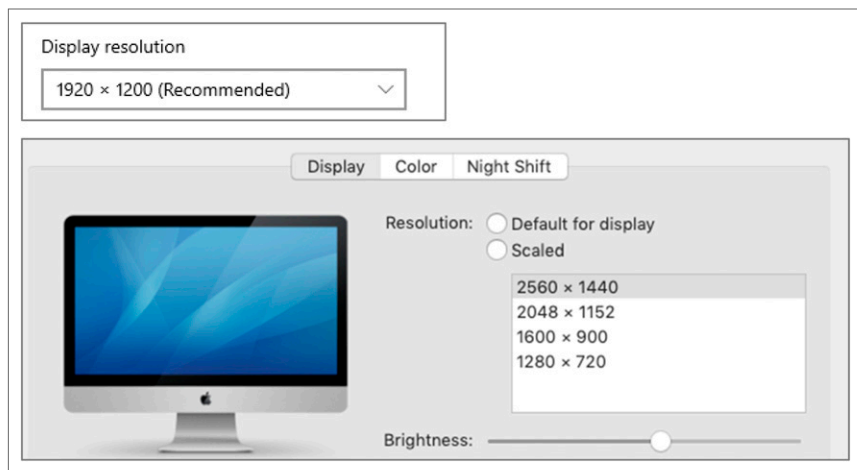 Display resolution
1920 × 1200 (Recommended)
Display Color Night Shift
Resolution: Default for display
Scaled
2560 × 1440
2048 × 1152
1600 × 900
1280 × 720
Brightness: